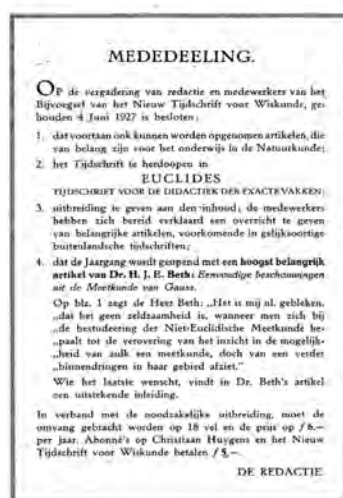 MEDEDEELING.
OP de vergadering van redactie en medewerkers van het
Bijvoegsel van het Nieuw Tijdschrift voor Wiskunde, ge-
houden 4 Juni 1927 is besloten:
1. dat voortaan ook kunnen worden opgenomen artikelen, die
van belang zijn voor het onderwijs in de Natuurkunde;
2. het Tijdschrift te herdoopen in
EUCLIDES
TIJDSCHRIFT VOOR DE DIDACTIEK DER EXACTE VAKKEN;
3. uitbreiding te geven aan den inhoud; de medewerkers
hebben zich bereid verklaard een overzicht te geven
van belangrijke artikelen, voorkomende in gelijksoortige
buitenlandsche tijdschriften;
4. dat de Jaargang wordt geopend met een hoogst belangrijk
artikel van Dr. H. J. E. Beth: Eenvoudige beschouwingen
uit de Meetkunde van Gauss.
Op blz. 1 zegt de Heer Beth: „Het is mij nl. gebleken,
„dat het geen zeldzaamheid is, wanneer men zich bij
„de bestudeering der Niet-Euclidische Meetkunde be-
„paalt tot de verovering van het inzicht in de mogelijk-
„heid van zulk een meetkunde, doch van een verder
„binnendringen in haar gebied afziet."
Wie het laatste wenscht, vindt in Dr. Beth's artikel
een uitstekende inleiding.
In verband met de noodzakelijke uitbreiding, moet de
omvang gebracht worden op 18 vel en de prijs op f 6.—
per jaar. Abonné's op Christiaan Huygens en het Nieuw
Tijdschrift voor Wiskunde betalen f 5.—
DE REDACTIE